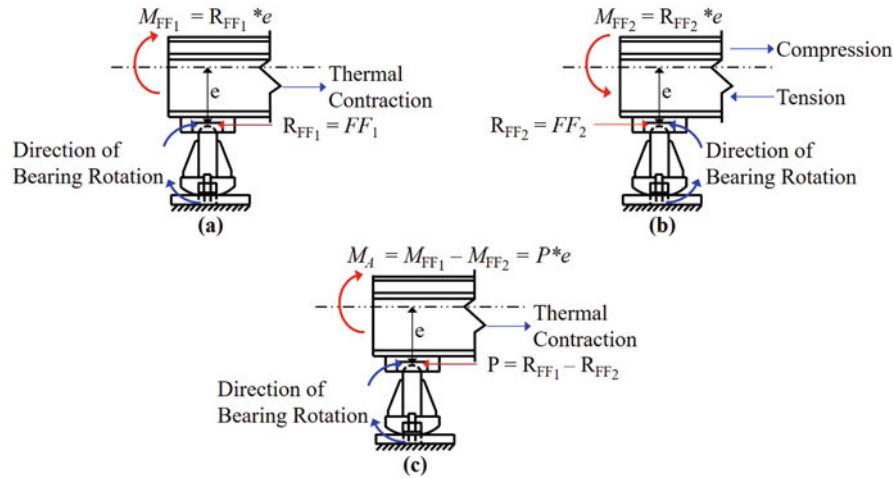 M_FF1 = R_FF1 *e
e
Thermal
Contraction
R_FF1 = FF_1
Direction of
Bearing Rotation
(a)
M_FF2 = R_FF2 *e
Compression
e
Tension
R_FF2 = FF_2
Direction of
Bearing Rotation
(b)
M_A = M_FF1 – M_FF2 = P*e
e
Thermal
Contraction
P = R_FF1 – R_FF2
Direction of
Bearing Rotation
(c)